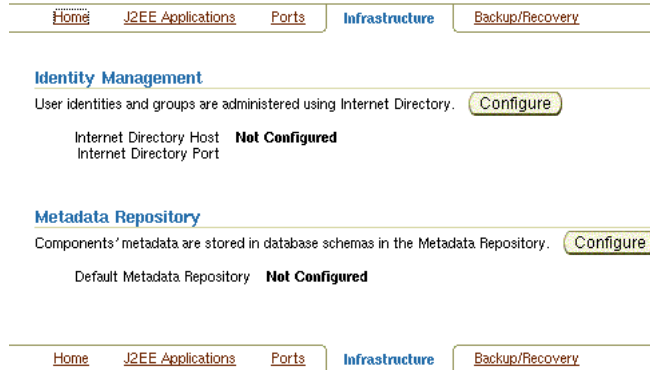 Home J2EE Applications Ports Infrastructure Backup/Recovery
Identity Management
User identities and groups are administered using Internet Directory. Configure
Internet Directory Host Not Configured
Internet Directory Port
Metadata Repository
Components' metadata are stored in database schemas in the Metadata Repository. Configure
Default Metadata Repository Not Configured
Home J2EE Applications Ports Infrastructure Backup/Recovery